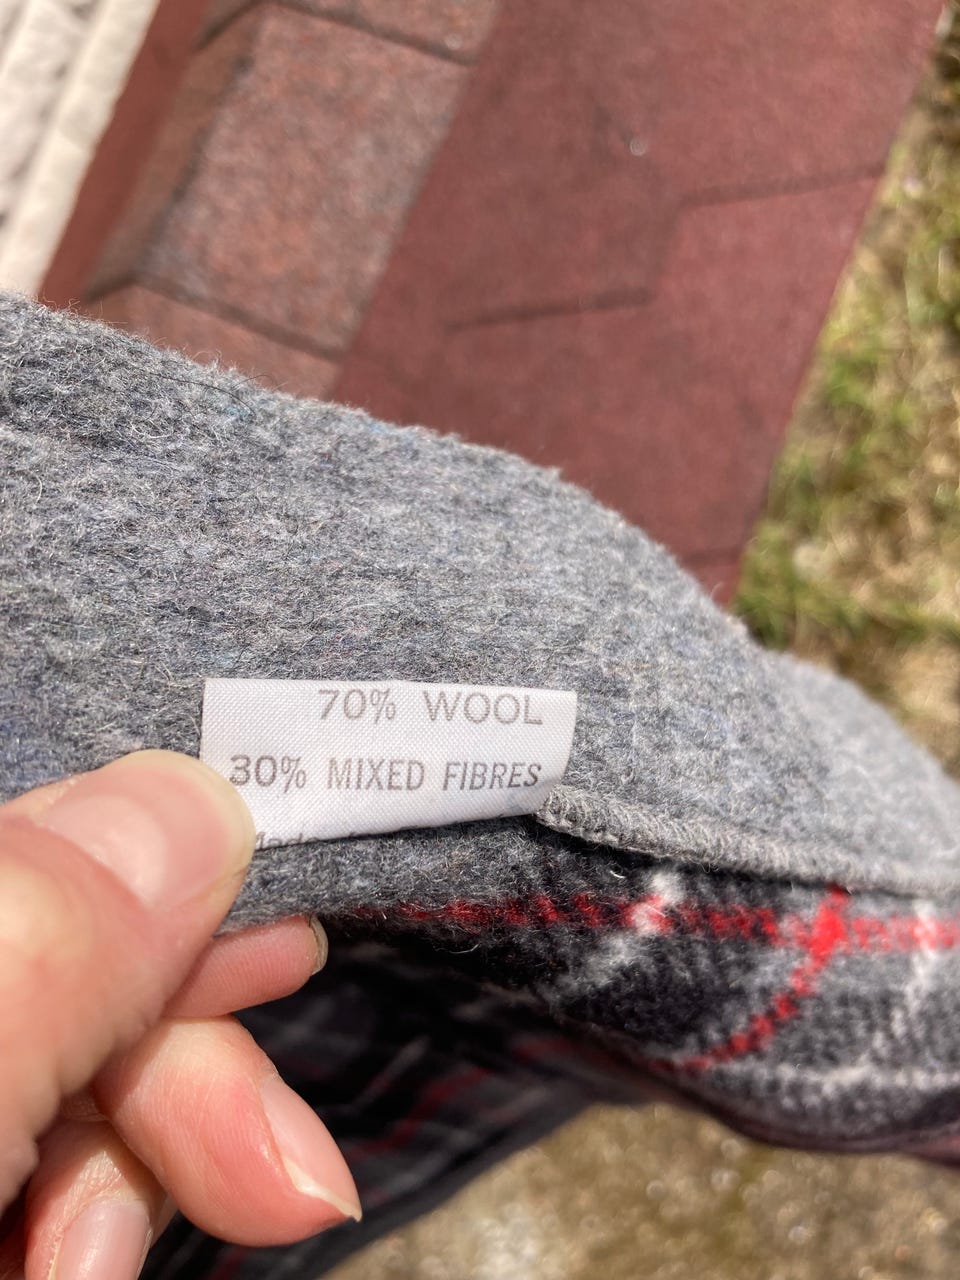 70% WOOL
30% MIXED FIBRES